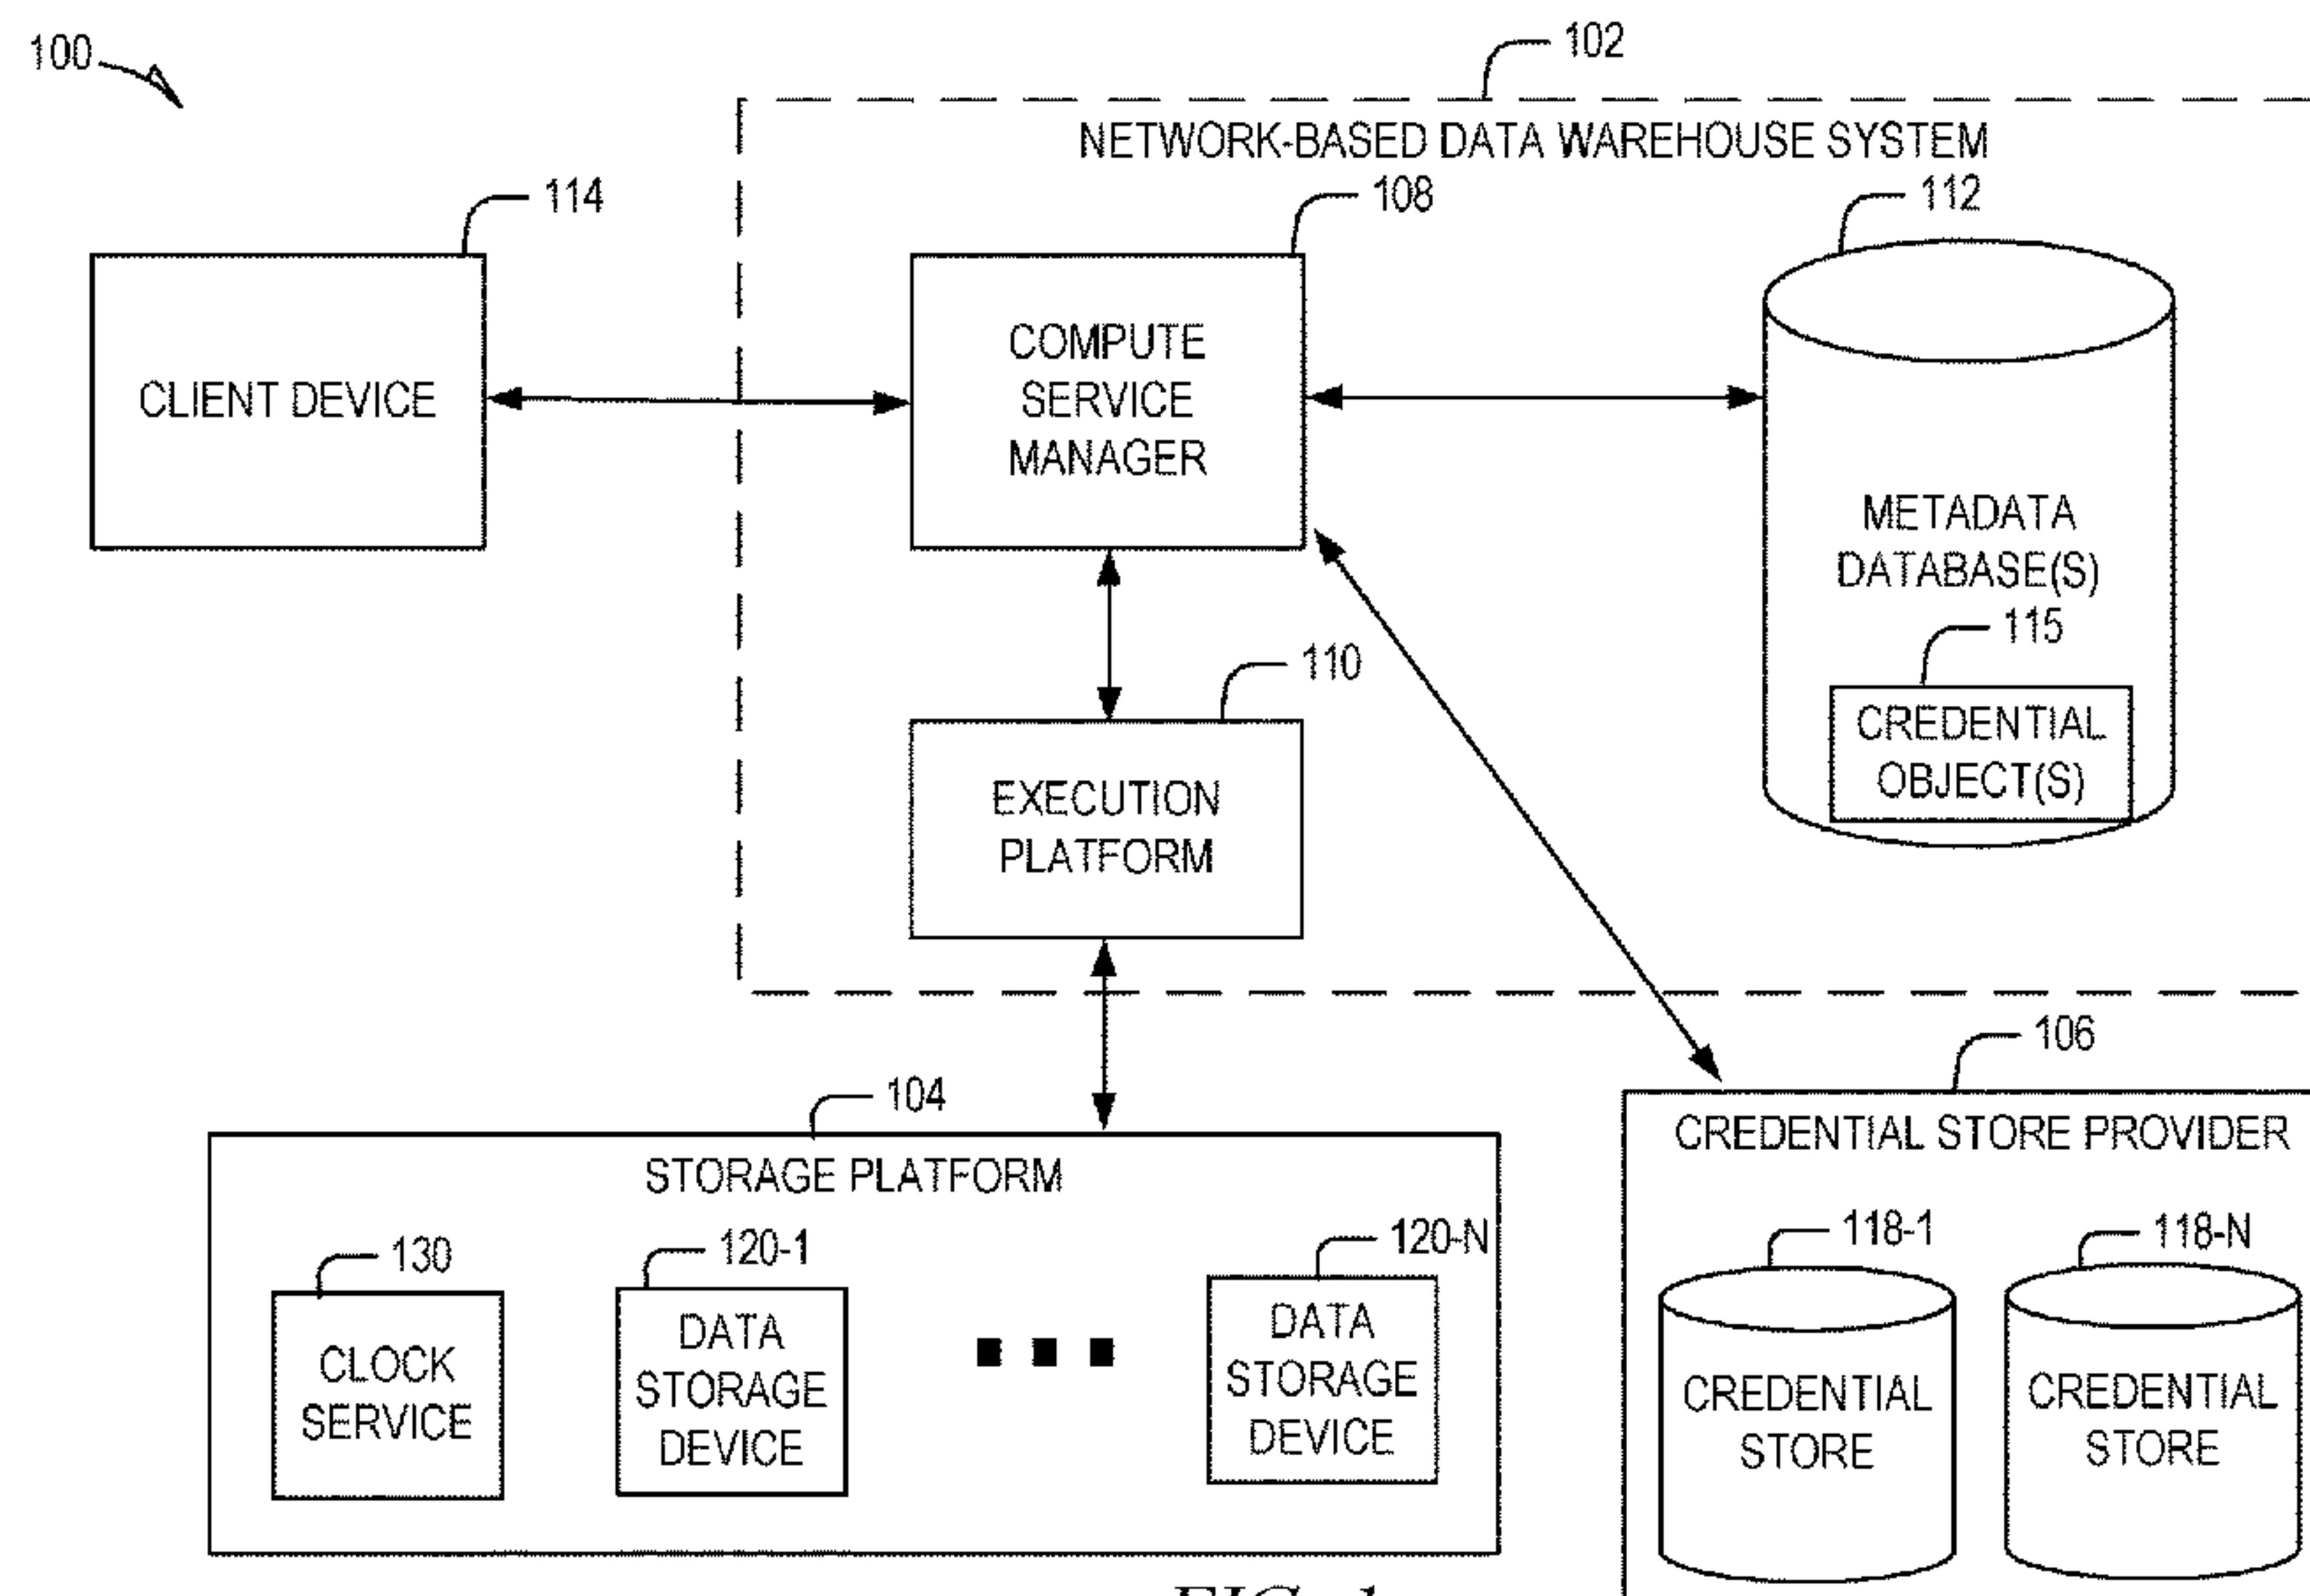 100
102
NETWORK-BASED DATA WAREHOUSE SYSTEM
114
108
112
CLIENT DEVICE
COMPUTE
SERVICE
MANAGER
METADATA
DATABASE(S)
115
CREDENTIAL
OBJECT(S)
110
EXECUTION
PLATFORM
104
STORAGE PLATFORM
130
CLOCK
SERVICE
120-1
DATA
STORAGE
DEVICE
120-N
DATA
STORAGE
DEVICE
106
CREDENTIAL STORE PROVIDER
118-1
CREDENTIAL
STORE
118-N
CREDENTIAL
STORE
FIG. 1